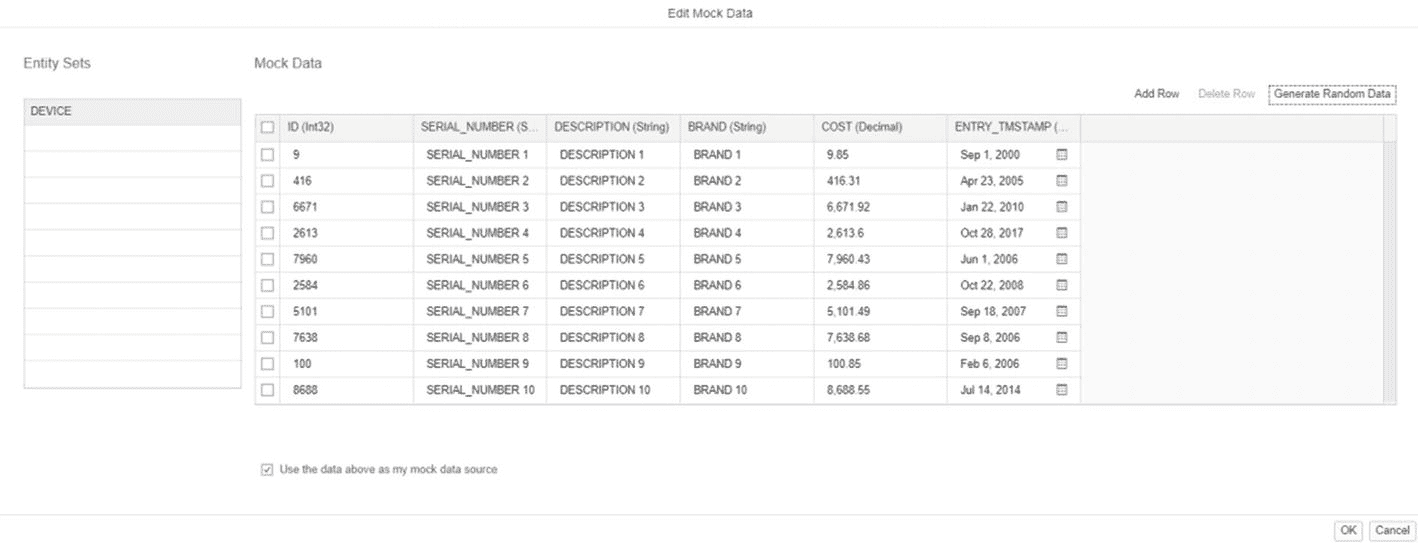 Edit Mock Data
Entity Sets
Mock Data
Add Row Delete Row Generate Random Data
DEVICE
ID (Int32) SERIAL_NUMBER (S... DESCRIPTION (String) BRAND (String) COST (Decimal) ENTRY_TMSTAMP (...
9 SERIAL_NUMBER 1 DESCRIPTION 1 BRAND 1 9.85 Sep 1, 2000
416 SERIAL_NUMBER 2 DESCRIPTION 2 BRAND 2 416.31 Apr 23, 2005
6671 SERIAL_NUMBER 3 DESCRIPTION 3 BRAND 3 6,671.92 Jan 22, 2010
2613 SERIAL_NUMBER 4 DESCRIPTION 4 BRAND 4 2,613.6 Oct 28, 2017
7960 SERIAL_NUMBER 5 DESCRIPTION 5 BRAND 5 7,960.43 Jun 1, 2006
2584 SERIAL_NUMBER 6 DESCRIPTION 6 BRAND 6 2,584.86 Oct 22, 2008
5101 SERIAL_NUMBER 7 DESCRIPTION 7 BRAND 7 5,101.49 Sep 18, 2007
7638 SERIAL_NUMBER 8 DESCRIPTION 8 BRAND 8 7,638.68 Sep 8, 2006
100 SERIAL_NUMBER 9 DESCRIPTION 9 BRAND 9 100.85 Feb 6, 2006
8688 SERIAL_NUMBER 10 DESCRIPTION 10 BRAND 10 8,688.55 Jul 14, 2014
Use the data above as my mock data source
OK Cancel